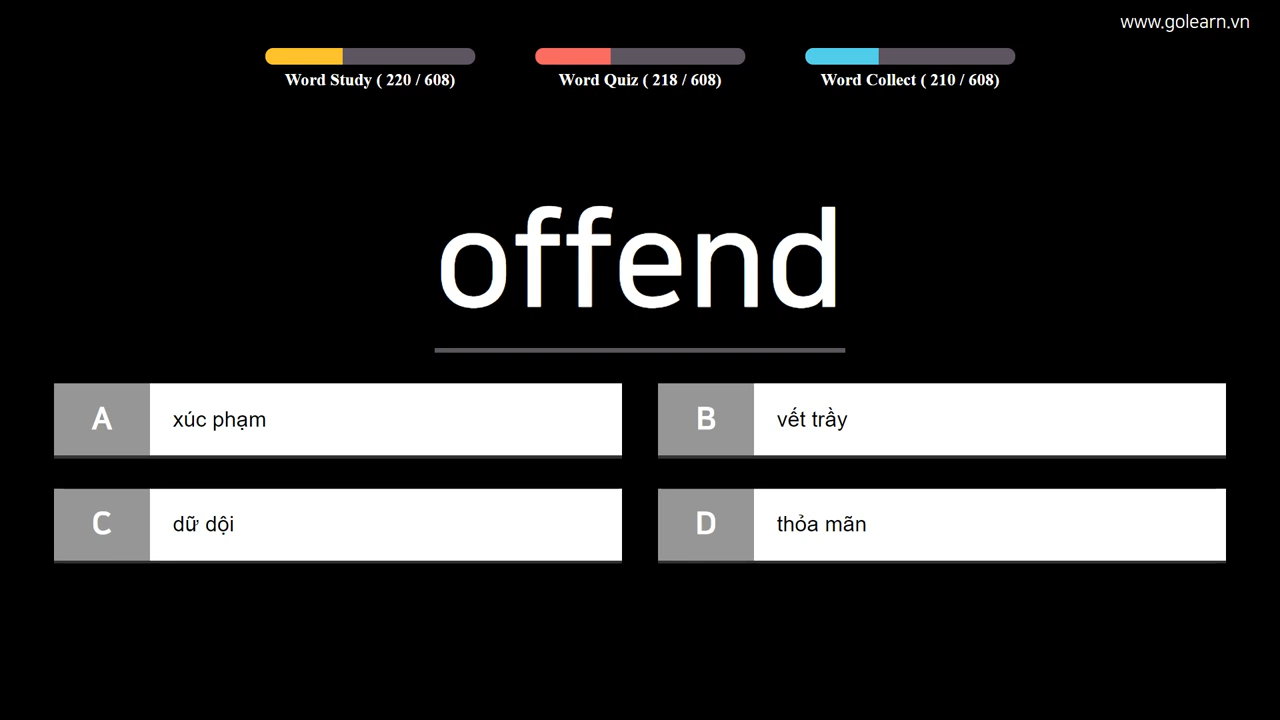 www.golearn.vn
Word Study ( 220 / 608)
Word Quiz ( 218 / 608)
Word Collect ( 210 / 608)
offend
A xúc phạm
B vết trầy
C dữ dội
D thỏa mãn